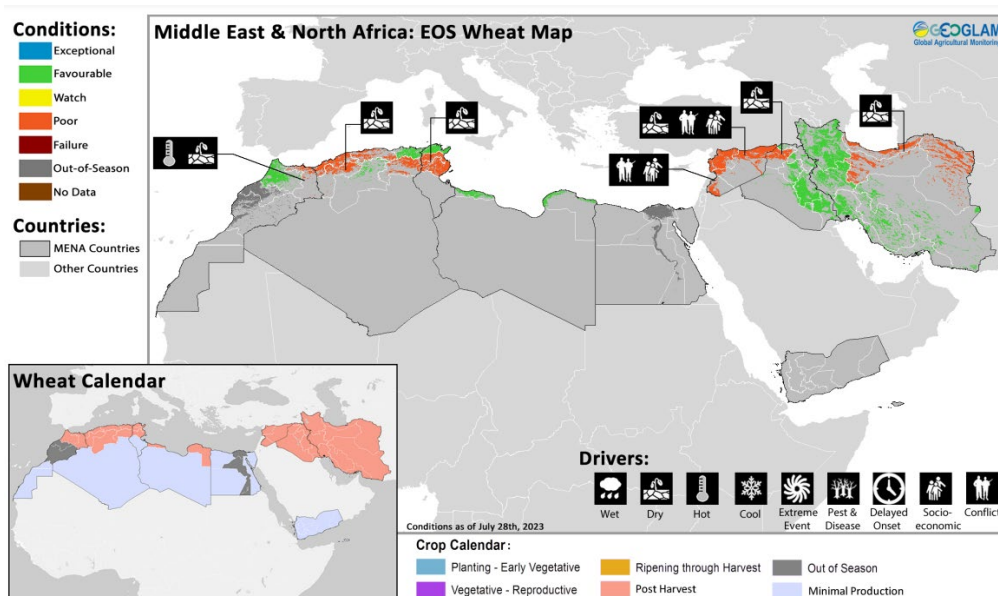 Conditions:
Exceptional
Favourable
Watch
Poor
Failure
Out-of-Season
No Data
Countries:
MENA Countries
Other Countries
Middle East & North Africa: EOS Wheat Map
GEOGLAM
Global Agricultural Monitoring
Wheat Calendar
Drivers:
Wet
Dry
Hot
Cool
Extreme
Event
Pest &
Disease
Delayed
Onset
Socio-
economic
Conflict
Conditions as of July 28th, 2023
Crop Calendar:
Planting - Early Vegetative
Ripening through Harvest
Out of Season
Vegetative - Reproductive
Post Harvest
Minimal Production